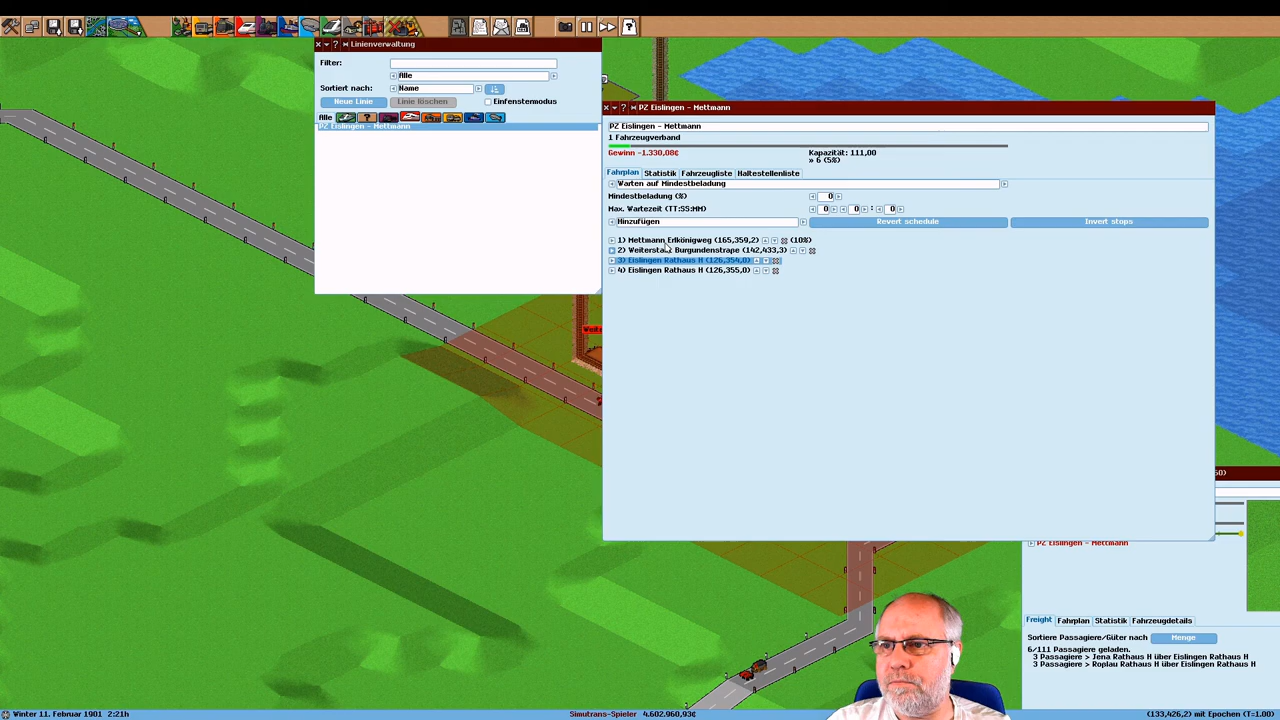 Linienverwaltung
Filter:
Alle
Sortiert nach:
Name
Neue Linie
Linie löschen
Einfenstermodus
Alle
PZ Eislingen - Mettmann
PZ Eislingen - Mettmann
PZ Eislingen - Mettmann
1 Fahrzeugverband
Gewinn -1.330,08¢
Kapazität: 111,00
» 6 (5%)
Fahrplan
Statistik
Fahrzeugliste
Haltestellenliste
Warten auf Mindestbeladung
Mindestbeladung (%)
0
Max. Wartezeit (TT:SS:MM)
0
0
:
0
Hinzufügen
Revert schedule
Invert stops
1) Mettmann Erlkönigweg (165,359,2)
(10%)
2) Weiterstad Burgundenstraße (142,433,3)
3) Eislingen Rathaus H (126,354,0)
4) Eislingen Rathaus H (126,355,0)
PZ Eislingen - Mettmann
Freight
Fahrplan
Statistik
Fahrzeugdetails
Sortiere Passagiere/Güter nach
Menge
6/111 Passagiere geladen.
3 Passagiere > Jena Rathaus H über Eislingen Rathaus H
3 Passagiere > Roßlau Rathaus H über Eislingen Rathaus H
Winter 11. Februar 1901 2:21h
Simutrans-Spieler
4.602.960,93¢
(133,426,2) mit Epochen (T=1.00)